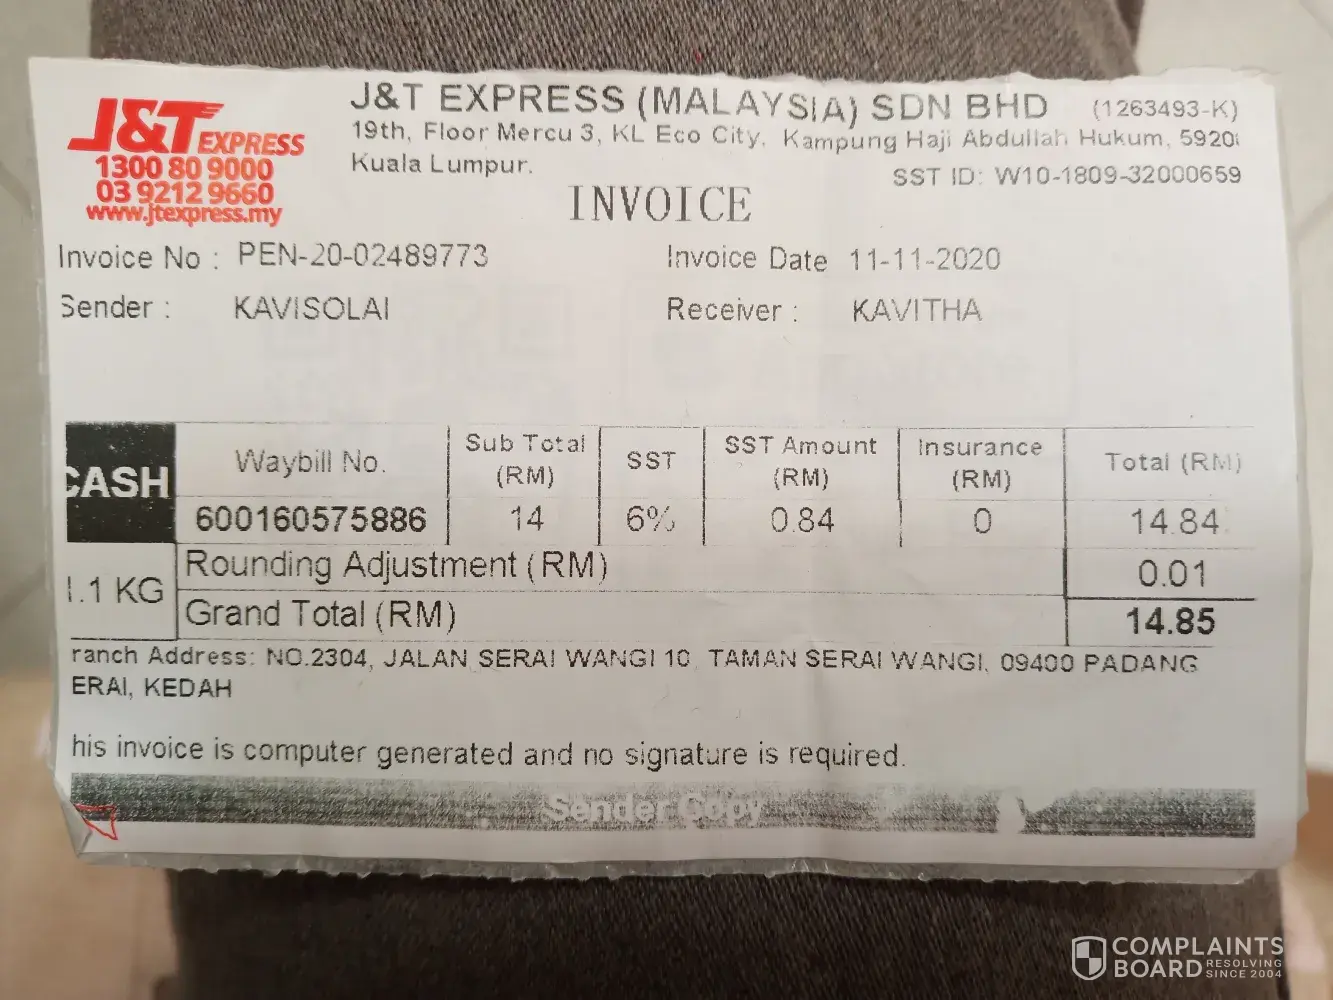 J&T EXPRESS
1300 80 9000
03 9212 9660
www.jtexpress.my
J&T EXPRESS (MALAYSIA) SDN BHD (1263493-K)
19th, Floor Mercu 3, KL Eco City, Kampung Haji Abdullah Hukum, 5920
Kuala Lumpur.
SST ID: W10-1809-32000659
INVOICE
Invoice No : PEN-20-02489773 Invoice Date 11-11-2020
Sender : KAVISOLAI Receiver : KAVITHA
CASH Waybill No. Sub Total (RM) SST SST Amount (RM) Insurance (RM) Total (RM)
600160575886 14 6% 0.84 0 14.84
Rounding Adjustment (RM) 0.01
.1 KG
Grand Total (RM) 14.85
ranch Address: NO.2304, JALAN SERAI WANGI 10, TAMAN SERAI WANGI, 09400 PADANG
ERAI, KEDAH
his invoice is computer generated and no signature is required.
Sender Copy
COMPLAINTS
BOARD RESOLVING SINCE 2004